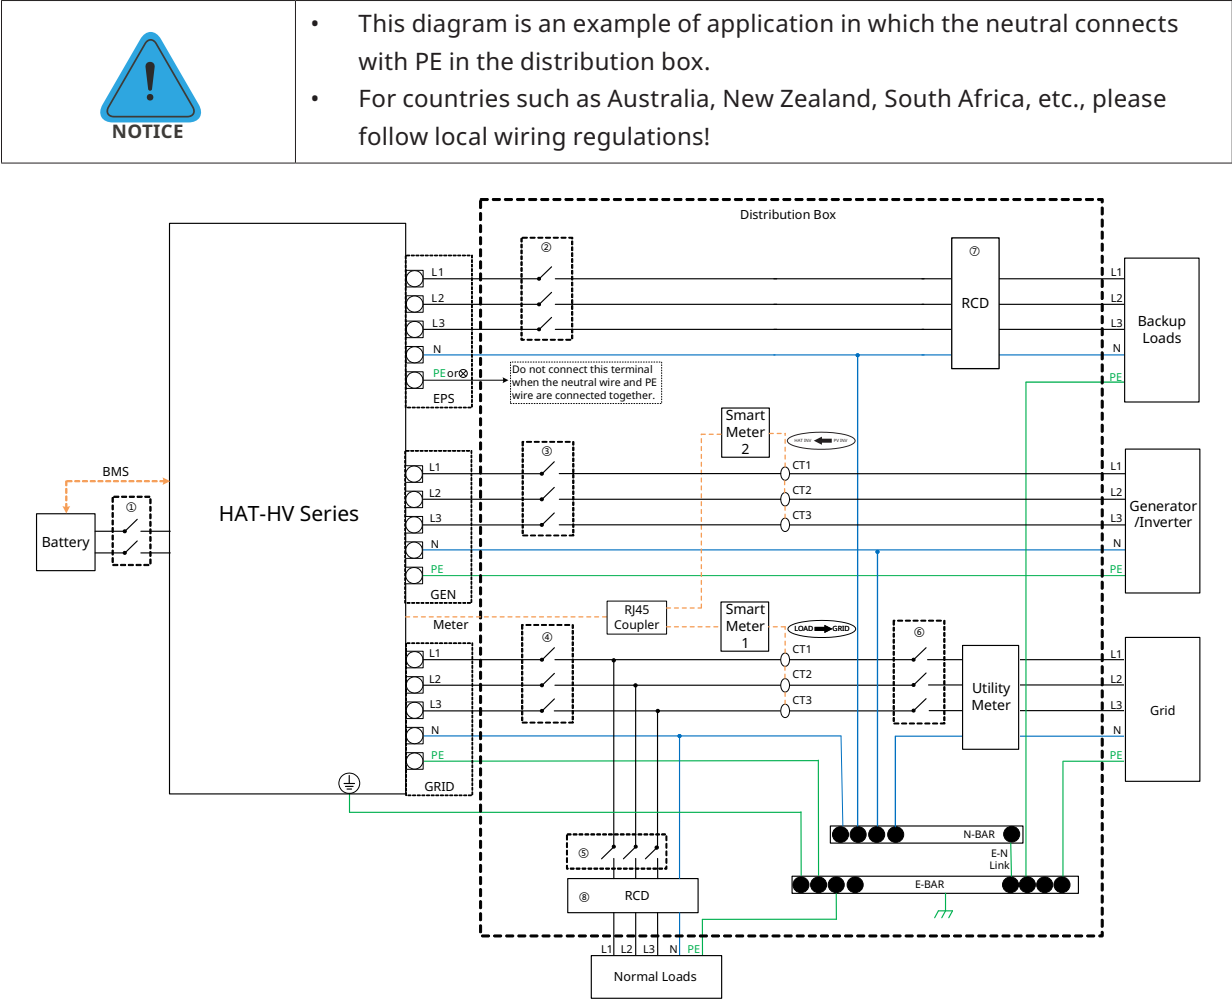 NOTICE
• This diagram is an example of application in which the neutral connects
with PE in the distribution box.
• For countries such as Australia, New Zealand, South Africa, etc., please
follow local wiring regulations!
Distribution Box
HAT-HV Series
BMS
Battery
①
L1
L2
L3
N
PE or⊗
EPS
②
Do not connect this terminal
when the neutral wire and PE
wire are connected together.
⑦
RCD
L1
L2
L3
N
PE
Backup
Loads
L1
L2
L3
N
PE
GEN
③
Smart
Meter
2
HAT INV PV INV
CT1
CT2
CT3
L1
L2
L3
N
PE
Generator
/Inverter
Meter
RJ45
Coupler
Smart
Meter
1
LOAD GRID
L1
L2
L3
N
PE
GRID
④
CT1
CT2
CT3
⑥
Utility
Meter
L1
L2
L3
N
PE
Grid
N-BAR
E-N
Link
E-BAR
⑤
⑧
RCD
L1 L2 L3 N PE
Normal Loads